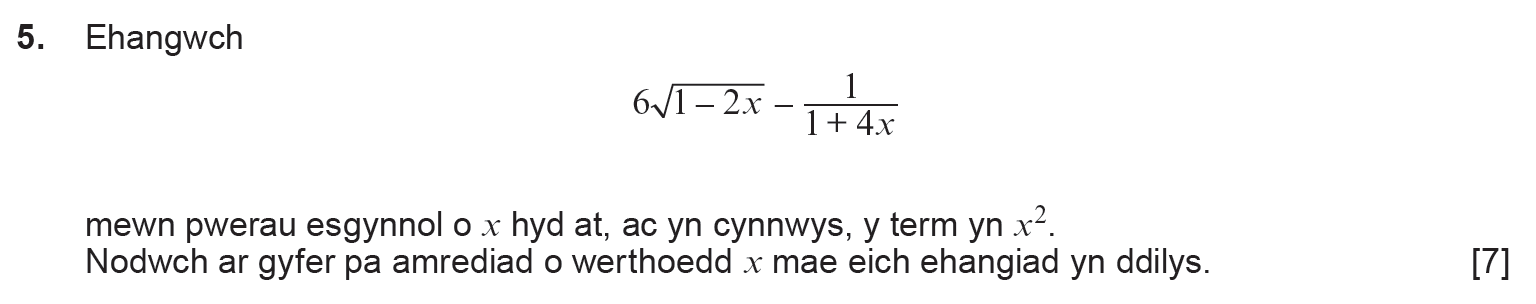 5. Ehangwch
6√(1 – 2x) – 1/(1 + 4x)
mewn pwerau esgynnol o x hyd at, ac yn cynnwys, y term yn x².
Nodwch ar gyfer pa amrediad o werthoedd x mae eich ehangiad yn ddilys. [7]